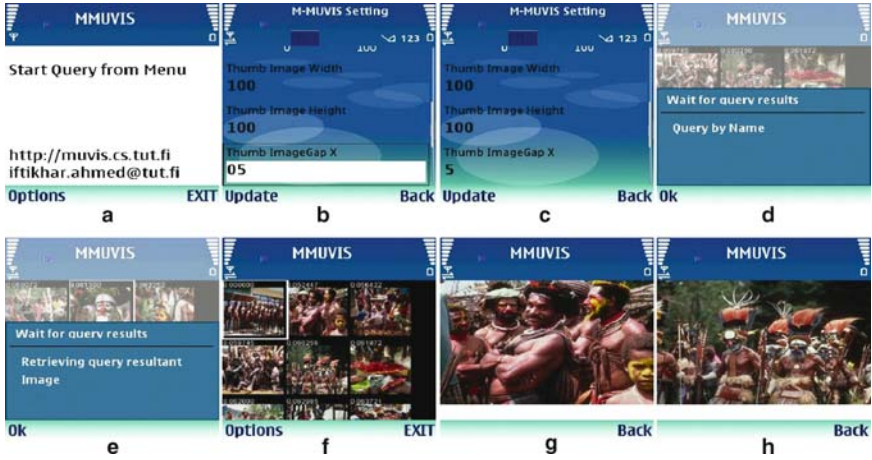 MMUVIS
Start Query from Menu
http://muvis.cs.tut.fi
iftikhar.ahmed@tut.fi
Options EXIT
a
M-MUVIS Setting
123
0 100
Thumb Image Width
100
Thumb Image Height
100
Thumb ImageGap X
05
Update Back
b
M-MUVIS Setting
123
0 100
Thumb Image Width
100
Thumb Image Height
100
Thumb ImageGap X
5
Update Back
c
MMUVIS
Wait for query results
Query by Name
Ok
d
MMUVIS
Wait for query results
Retrieving query resultant
Image
Ok
e
MMUVIS
0.000000
Options EXIT
f
MMUVIS
Back
g
MMUVIS
Back
h